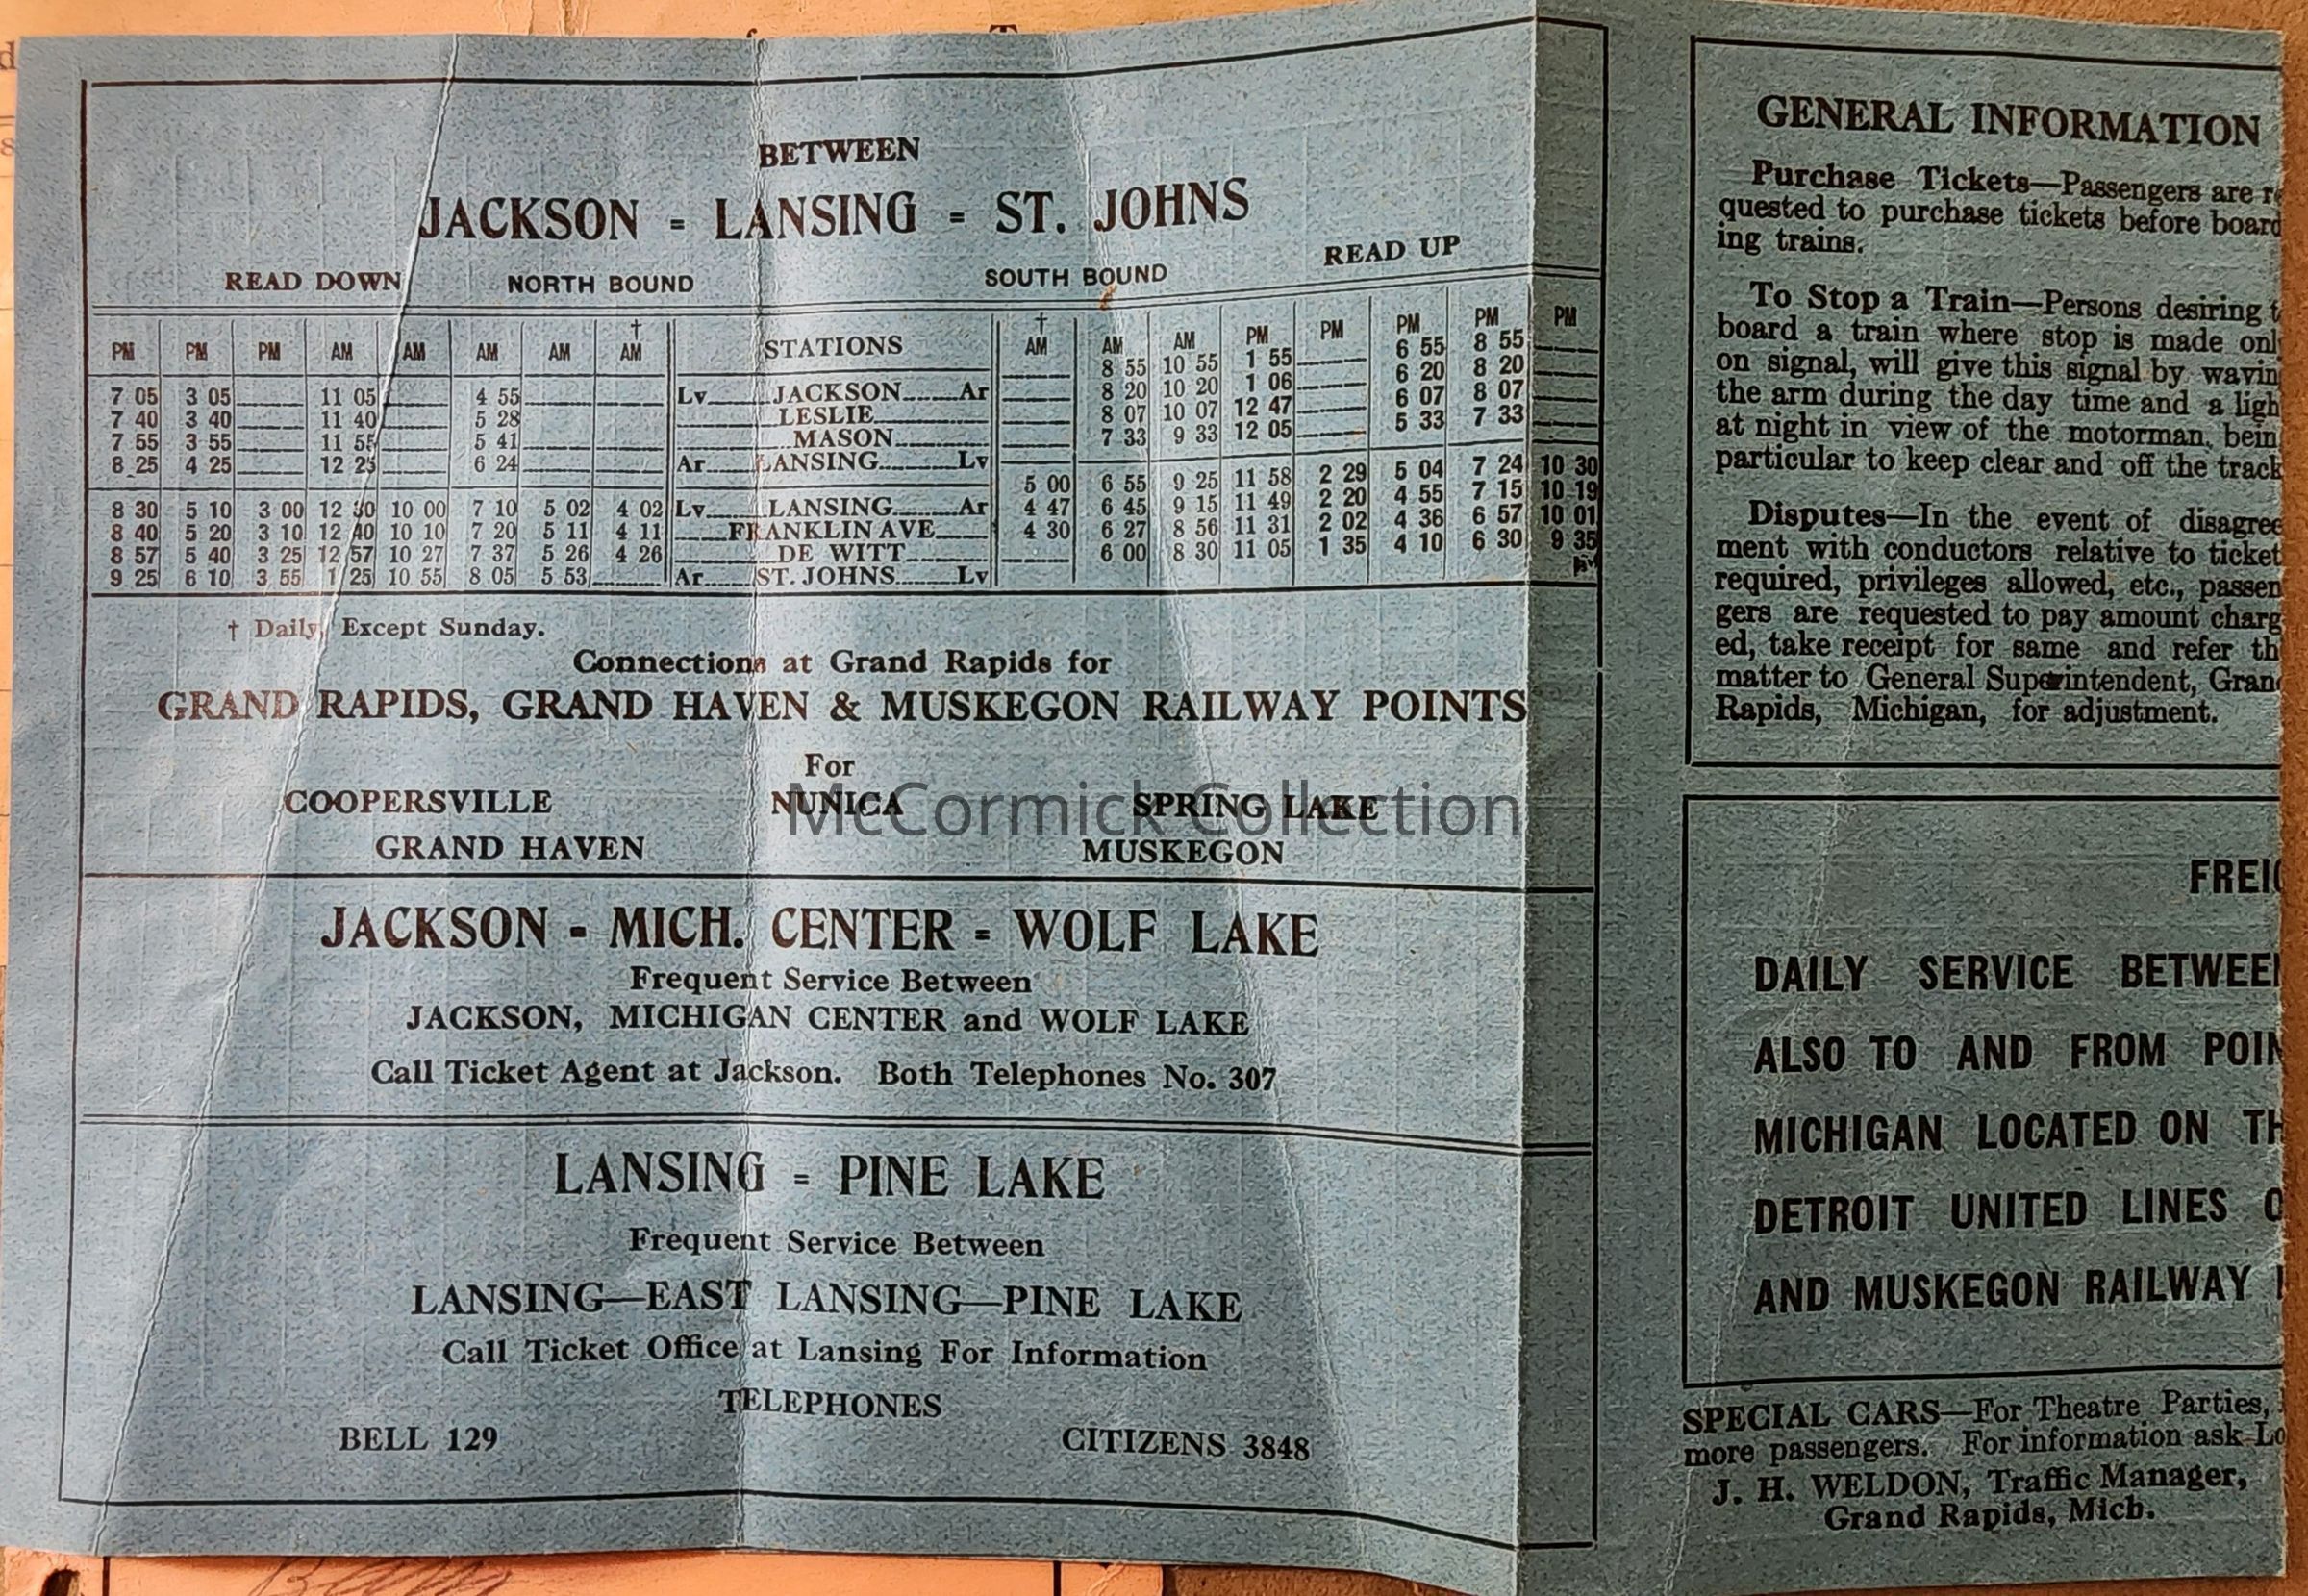 BETWEEN
JACKSON - LANSING - ST. JOHNS
READ DOWN NORTH BOUND SOUTH BOUND READ UP
† †
PM PM PM AM AM AM AM AM STATIONS AM AM AM PM PM PM PM PM
7 05 3 05 11 05 4 55 Lv JACKSON Ar 8 55 10 55 1 55 6 55 8 55
7 40 3 40 11 40 5 28 LESLIE 8 20 10 20 1 06 6 20 8 20
7 55 3 55 11 55 5 41 MASON 8 07 10 07 12 47 6 07 8 07
8 25 4 25 12 25 6 24 Ar LANSING Lv 7 33 9 33 12 05 5 33 7 33
8 30 5 10 3 00 12 30 10 00 7 10 5 02 4 02 Lv LANSING Ar 5 00 6 55 9 25 11 58 2 29 5 04 7 24 10 30
8 40 5 20 3 10 12 40 10 10 7 20 5 11 4 11 FRANKLIN AVE 4 47 6 45 9 15 11 49 2 20 4 55 7 15 10 19
8 57 5 40 3 25 12 57 10 27 7 37 5 26 4 26 DE WITT 4 30 6 27 8 56 11 31 2 02 4 36 6 57 10 01
9 25 6 10 3 55 1 25 10 55 8 05 5 53 Ar ST. JOHNS Lv 6 00 8 30 11 05 1 35 4 10 6 30 9 35
† Daily, Except Sunday.
Connections at Grand Rapids for
GRAND RAPIDS, GRAND HAVEN & MUSKEGON RAILWAY POINTS
For
COOPERSVILLE NUNICA SPRING LAKE
GRAND HAVEN MUSKEGON
McCormick Collection
JACKSON - MICH. CENTER - WOLF LAKE
Frequent Service Between
JACKSON, MICHIGAN CENTER and WOLF LAKE
Call Ticket Agent at Jackson. Both Telephones No. 307
LANSING - PINE LAKE
Frequent Service Between
LANSING—EAST LANSING—PINE LAKE
Call Ticket Office at Lansing For Information
TELEPHONES
BELL 129 CITIZENS 3848
GENERAL INFORMATION
Purchase Tickets—Passengers are re
quested to purchase tickets before board
ing trains.
To Stop a Train—Persons desiring t
board a train where stop is made onl
on signal, will give this signal by wavin
the arm during the day time and a ligh
at night in view of the motorman, bein
particular to keep clear and off the track
Disputes—In the event of disagree
ment with conductors relative to ticket
required, privileges allowed, etc., passen
gers are requested to pay amount charg
ed, take receipt for same and refer th
matter to General Superintendent, Gran
Rapids, Michigan, for adjustment.
FREIG
DAILY SERVICE BETWEEN
ALSO TO AND FROM POIN
MICHIGAN LOCATED ON TH
DETROIT UNITED LINES O
AND MUSKEGON RAILWAY
SPECIAL CARS—For Theatre Parties,
more passengers. For information ask Lo
J. H. WELDON, Traffic Manager,
Grand Rapids, Mich.